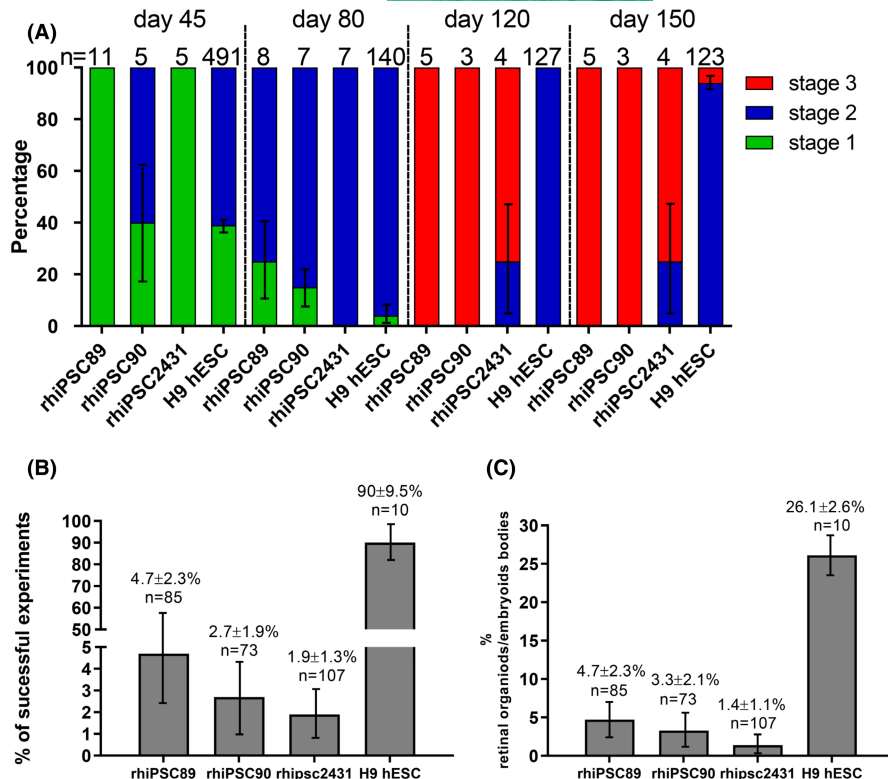 (A)
day 45 day 80 day 120 day 150
n=11 5 5 491 8 7 7 140 5 3 4 127 5 3 4 123
100
80
60
40
20
0
Percentage
stage 3
stage 2
stage 1
rhiPSC89 rhiPSC90 rhiPSC2431 H9 hESC rhiPSC89 rhiPSC90 rhiPSC2431 H9 hESC rhiPSC89 rhiPSC90 rhiPSC2431 H9 hESC rhiPSC89 rhiPSC90 rhiPSC2431 H9 hESC
(B)
% of sucessful experiments
100
90
80
70
60
50
5
4
3
2
1
0
4.7±2.3%
n=85
2.7±1.9%
n=73
1.9±1.3%
n=107
90±9.5%
n=10
rhiPSC89 rhiPSC90 rhipsc2431 H9 hESC
(C)
%
retinal organiods/embryoids bodies
30
25
20
15
10
5
0
4.7±2.3%
n=85
3.3±2.1%
n=73
1.4±1.1%
n=107
26.1±2.6%
n=10
rhiPSC89 rhiPSC90 rhipsc2431 H9 hESC